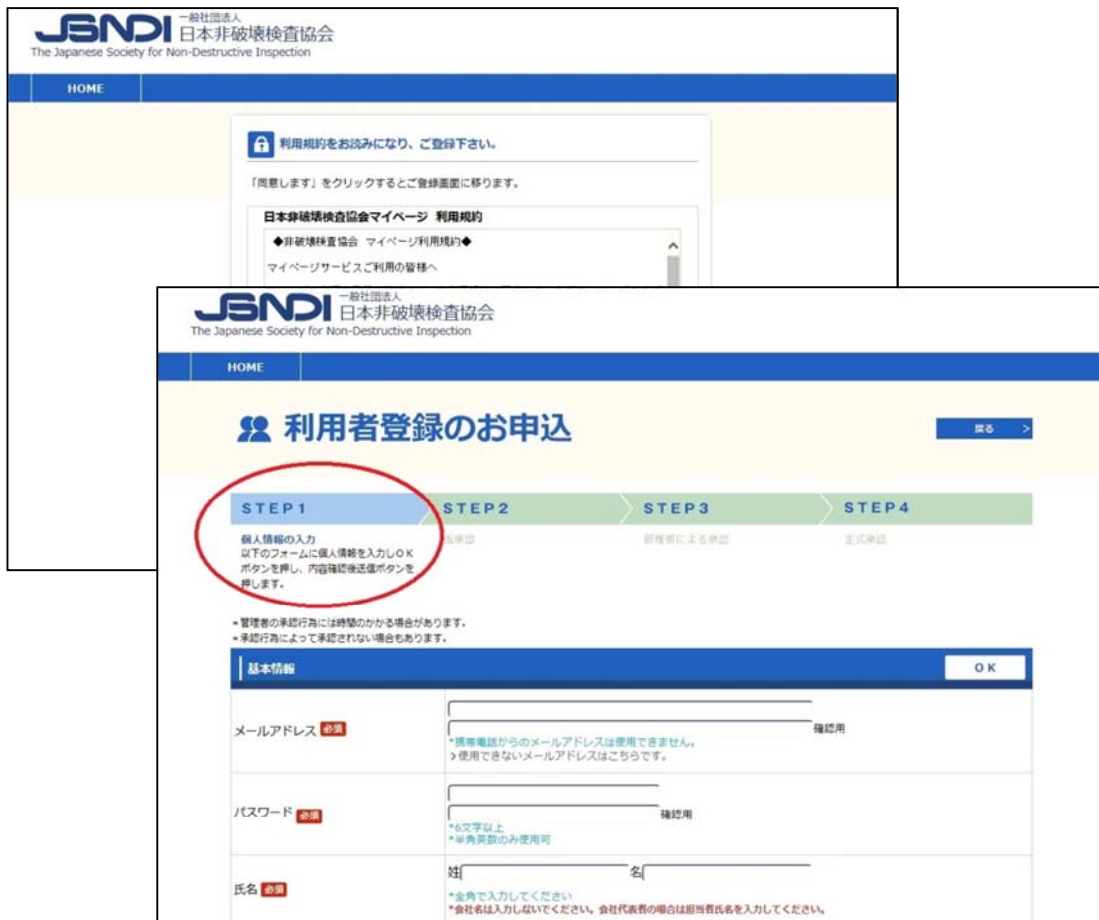 JSNDI 一般社団法人
日本非破壊検査協会
The Japanese Society for Non-Destructive Inspection
HOME
利用規約をお読みになり、ご登録下さい。
「同意します」をクリックするとご登録画面に移ります。
日本非破壊検査協会マイページ 利用規約
◆非破壊検査協会 マイページ利用規約◆
マイページサービスご利用の皆様へ
JSNDI 一般社団法人
日本非破壊検査協会
The Japanese Society for Non-Destructive Inspection
HOME
利用者登録のお申込
戻る >
STEP1
STEP2
STEP3
STEP4
個人情報の入力
以下のフォームに個人情報を入力しOK
ボタンを押し、内容確認後送信ボタンを
押します。
仮承認
管理者による承認
正式承認
*管理者の承認行為には時間のかかる場合があります。
*承認行為によって承認されない場合もあります。
基本情報
OK
メールアドレス 必須
確認用
*携帯電話からのメールアドレスは使用できません。
>使用できないメールアドレスはこちらです。
パスワード 必須
確認用
*6文字以上
*半角英数のみ使用可
氏名 必須
姓 名
*全角で入力してください
*会社名は入力しないでください。会社代表者の場合は担当者氏名を入力してください。